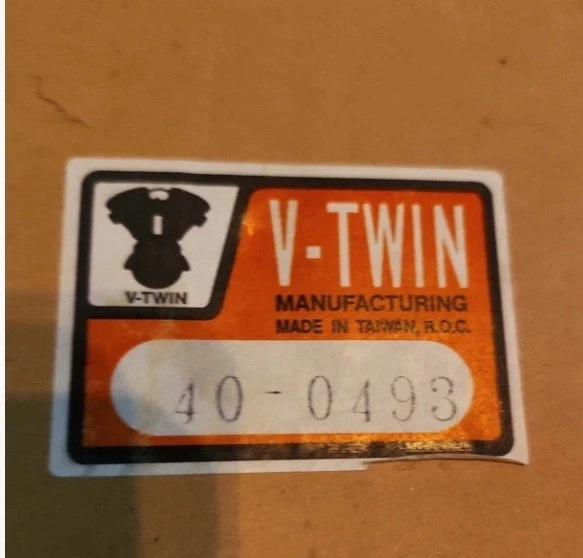 V-TWIN
V-TWIN
MANUFACTURING
MADE IN TAIWAN, R.O.C.
40-0493